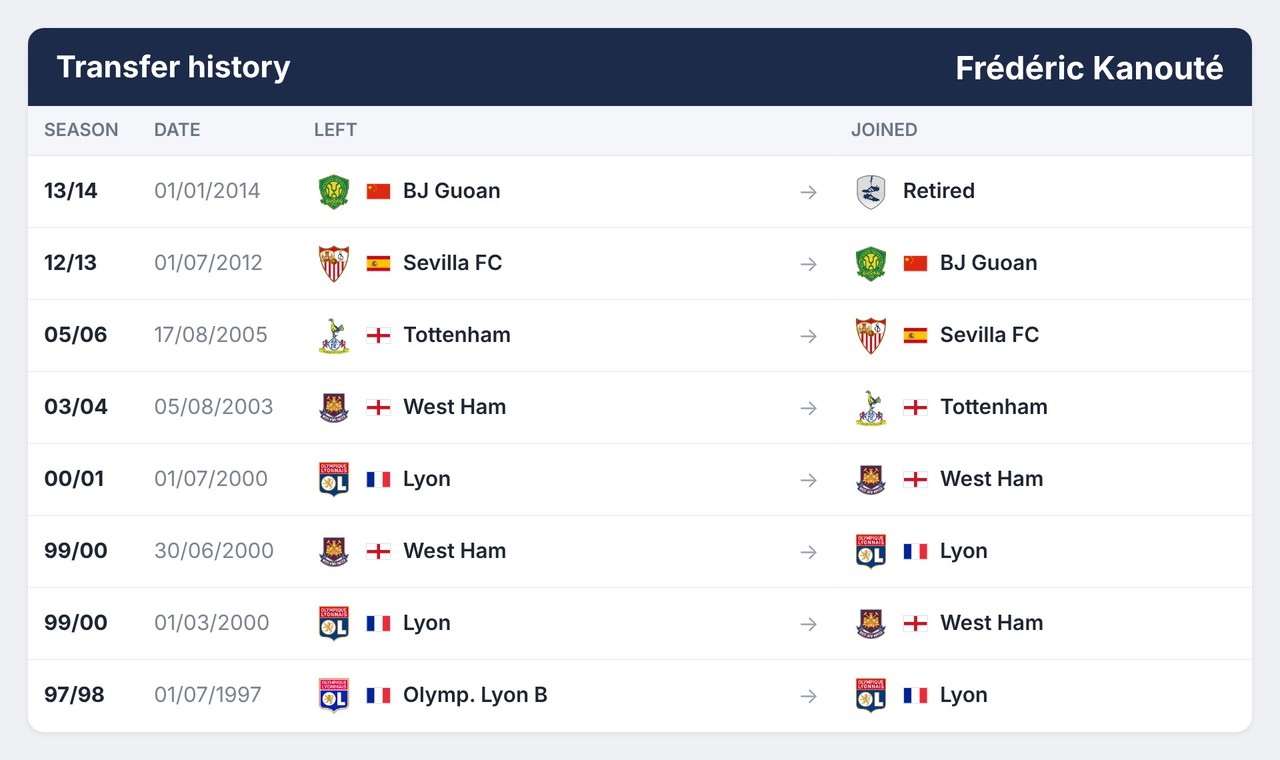 Transfer history Frédéric Kanouté
SEASON DATE LEFT JOINED
13/14 01/01/2014 BJ Guoan → Retired
12/13 01/07/2012 Sevilla FC → BJ Guoan
05/06 17/08/2005 Tottenham → Sevilla FC
03/04 05/08/2003 West Ham → Tottenham
00/01 01/07/2000 Lyon → West Ham
99/00 30/06/2000 West Ham → Lyon
99/00 01/03/2000 Lyon → West Ham
97/98 01/07/1997 Olymp. Lyon B → Lyon